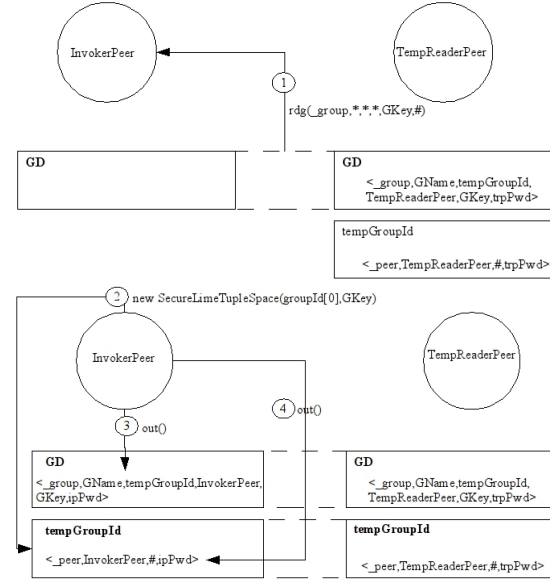 InvokerPeer
TempReaderPeer
1
rdg(_group,*,*,*,GKey,#)
GD
GD
<_group,GName,tempGroupId,
TempReaderPeer,GKey,trpPwd>
tempGroupId
<_peer,TempReaderPeer,#,trpPwd>
2 new SecureLimeTupleSpace(groupId[0],GKey)
InvokerPeer
TempReaderPeer
4 out()
3 out()
GD
<_group,GName,tempGroupId,InvokerPeer,
GKey,ipPwd>
GD
<_group,GName,tempGroupId,
TempReaderPeer,GKey,trpPwd>
tempGroupId
<_peer,InvokerPeer,#,ipPwd>
tempGroupId
<_peer,TempReaderPeer,#,trpPwd>